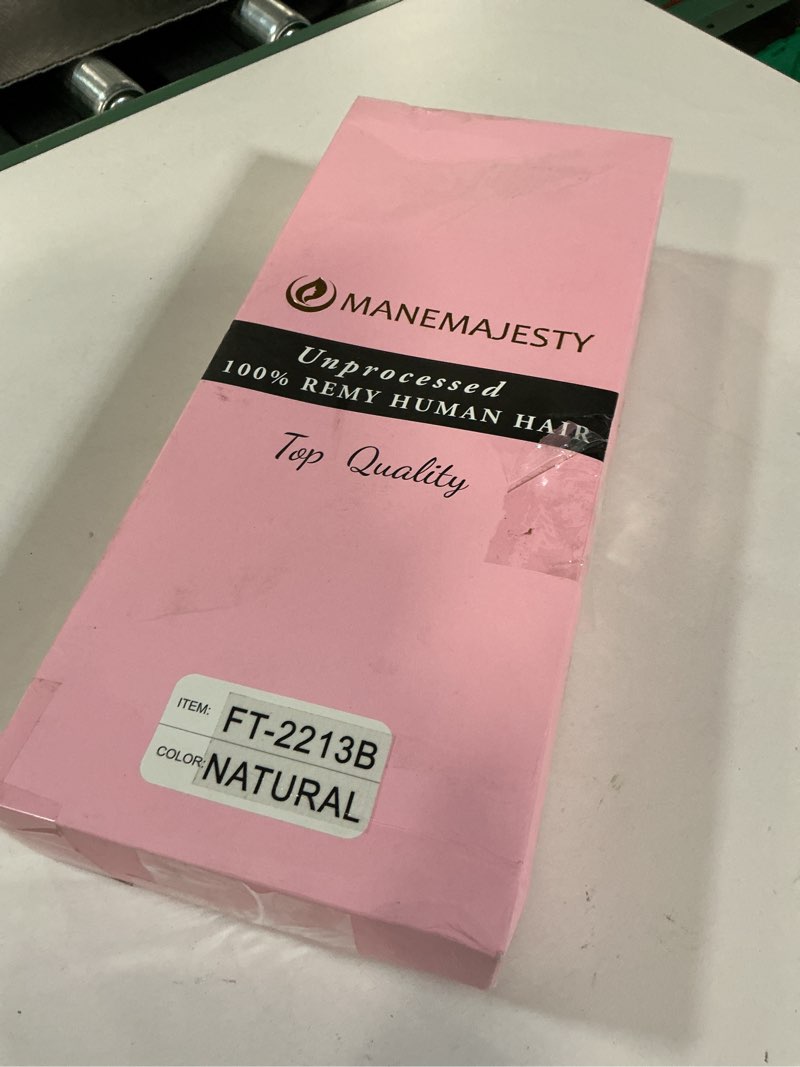 MANEMAJESTY
Unprocessed
100% REMY HUMAN HAIR
Top Quality
ITEM: FT-2213B
COLOR: NATURAL